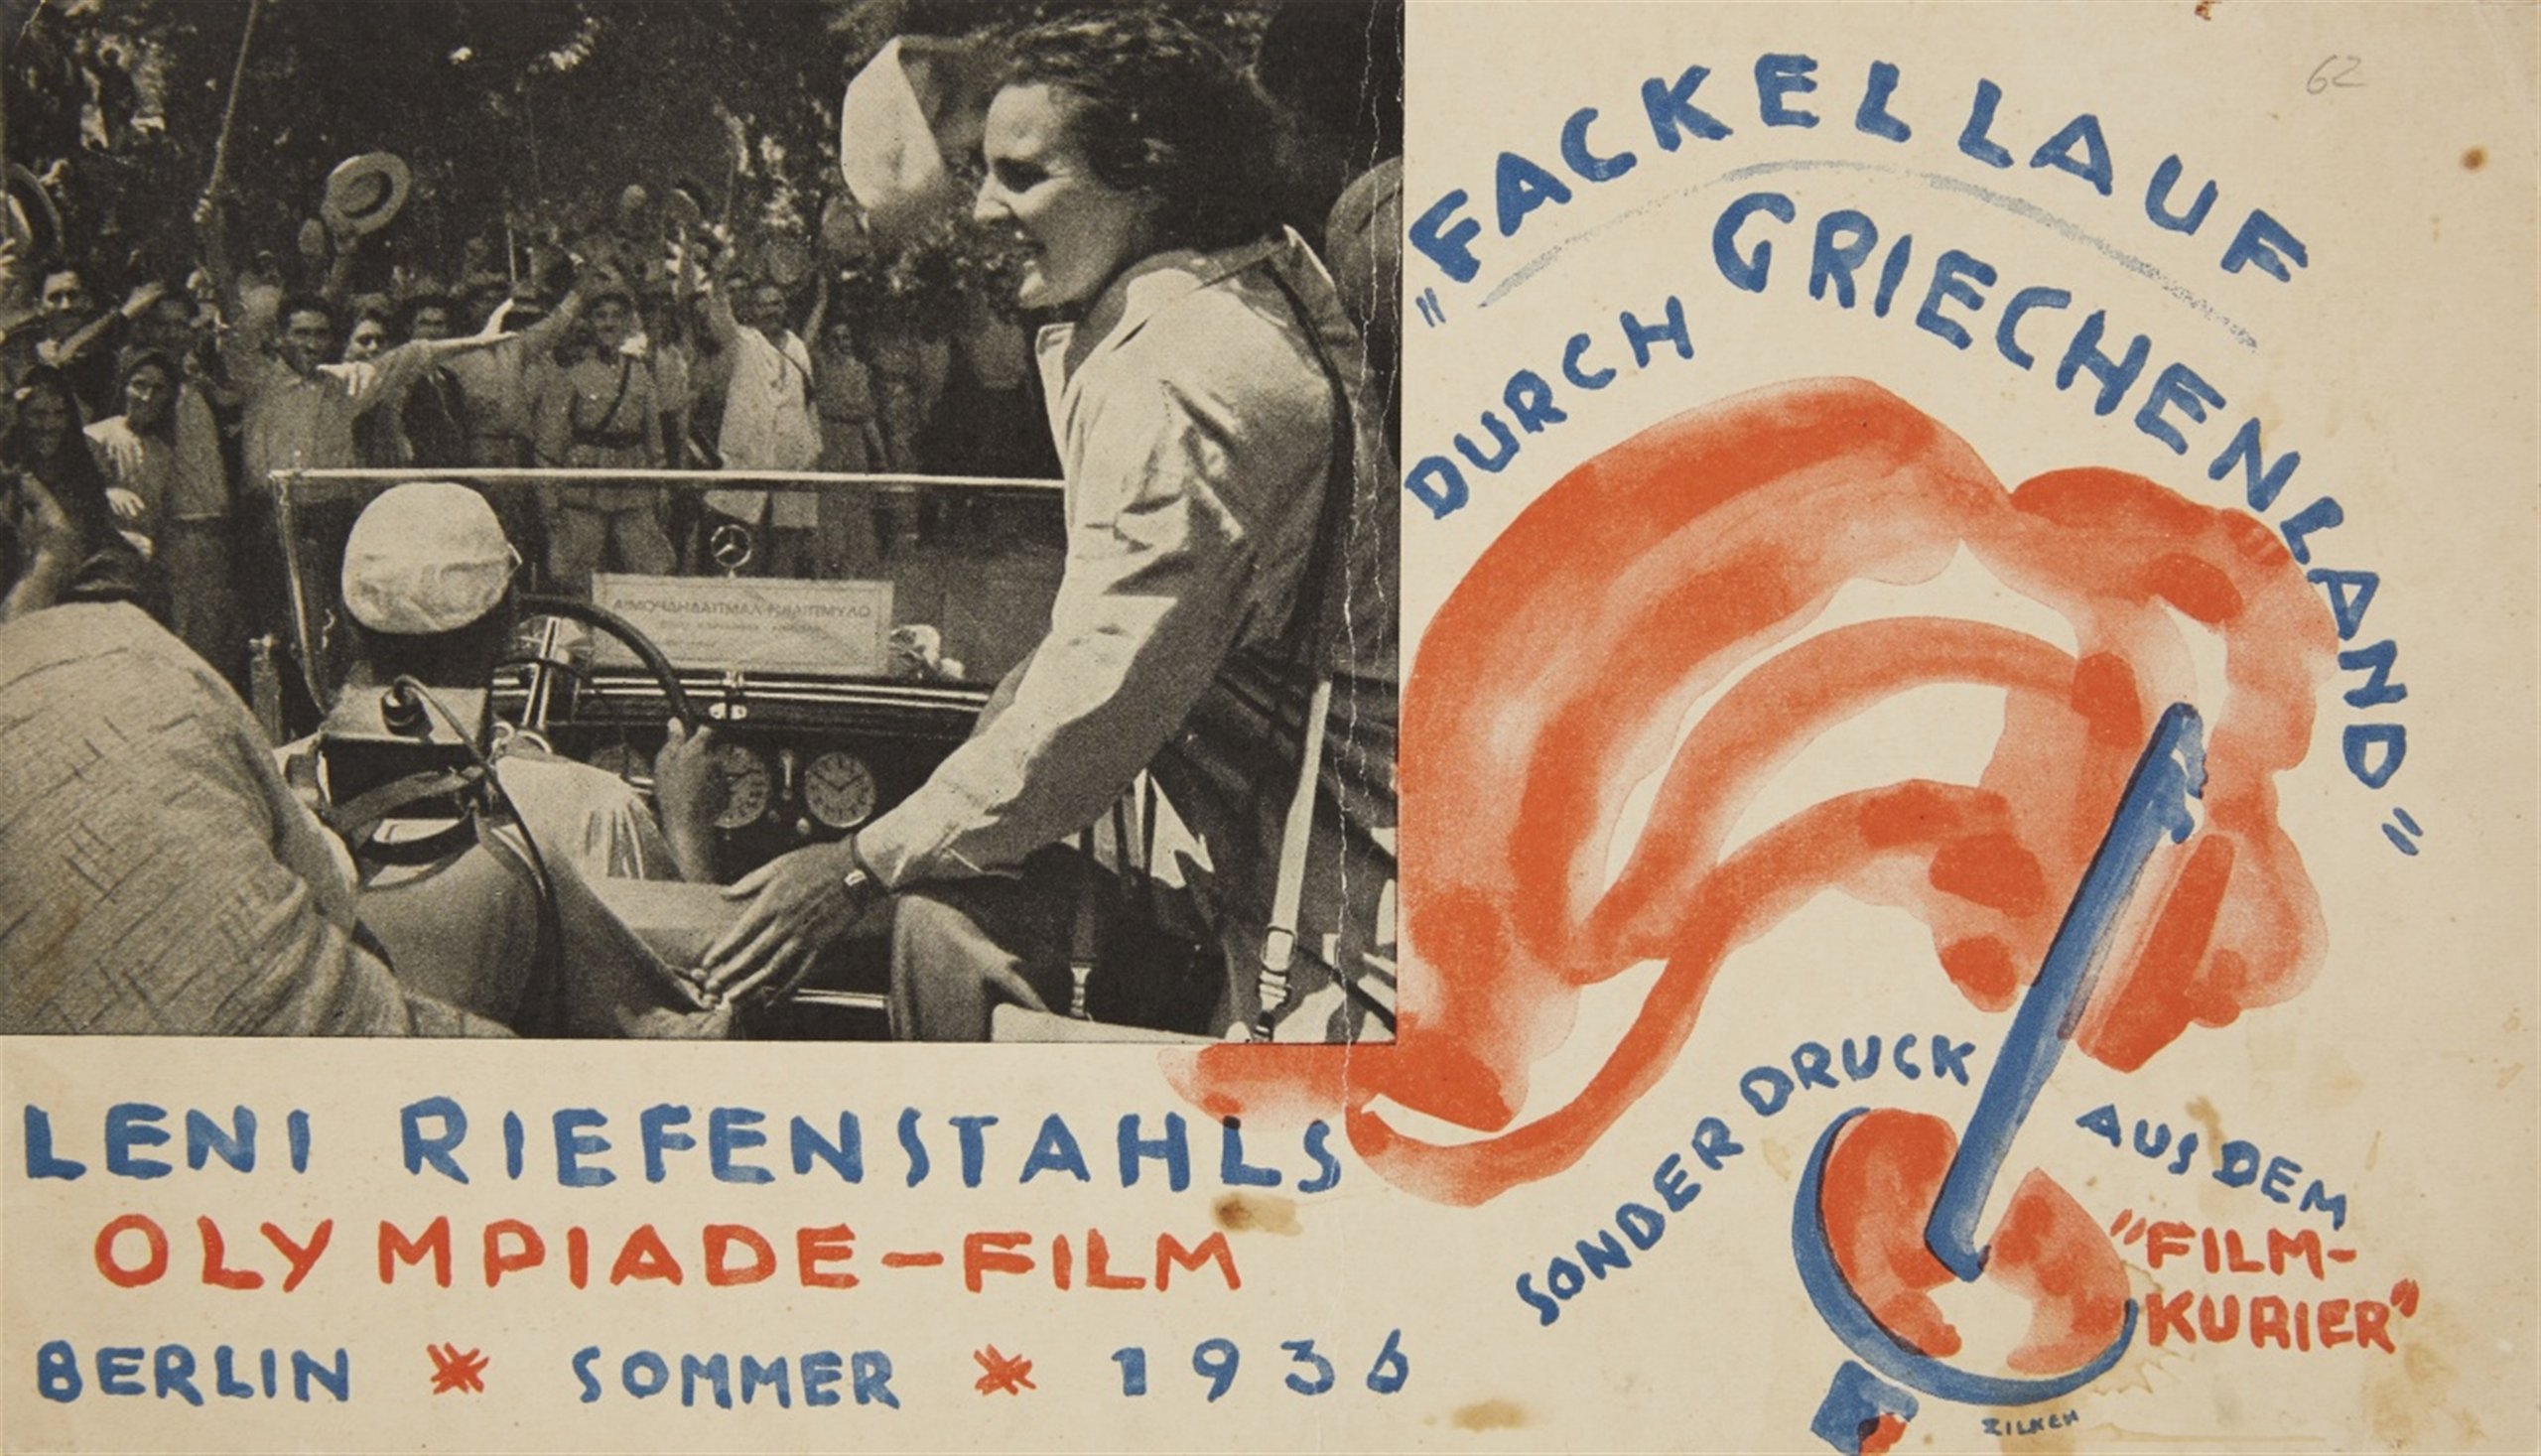 "FACKELLAUF
DURCH GRIECHENLAND"
SONDERDRUCK AUS DEM
"FILM-
KURIER"
LENI RIEFENSTAHLS
OLYMPIADE-FILM
BERLIN * SOMMER * 1936
ZILKEN
62